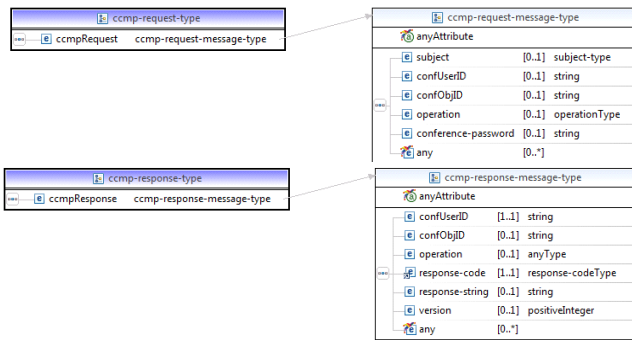 ccmp-request-type
ccmpRequest ccmp-request-message-type
ccmp-request-message-type
anyAttribute
subject [0..1] subject-type
confUserID [0..1] string
confObjID [0..1] string
operation [0..1] operationType
conference-password [0..1] string
any [0..*]
ccmp-response-type
ccmpResponse ccmp-response-message-type
ccmp-response-message-type
anyAttribute
confUserID [1..1] string
confObjID [0..1] string
operation [0..1] anyType
response-code [1..1] response-codeType
response-string [0..1] string
version [0..1] positiveInteger
any [0..*]